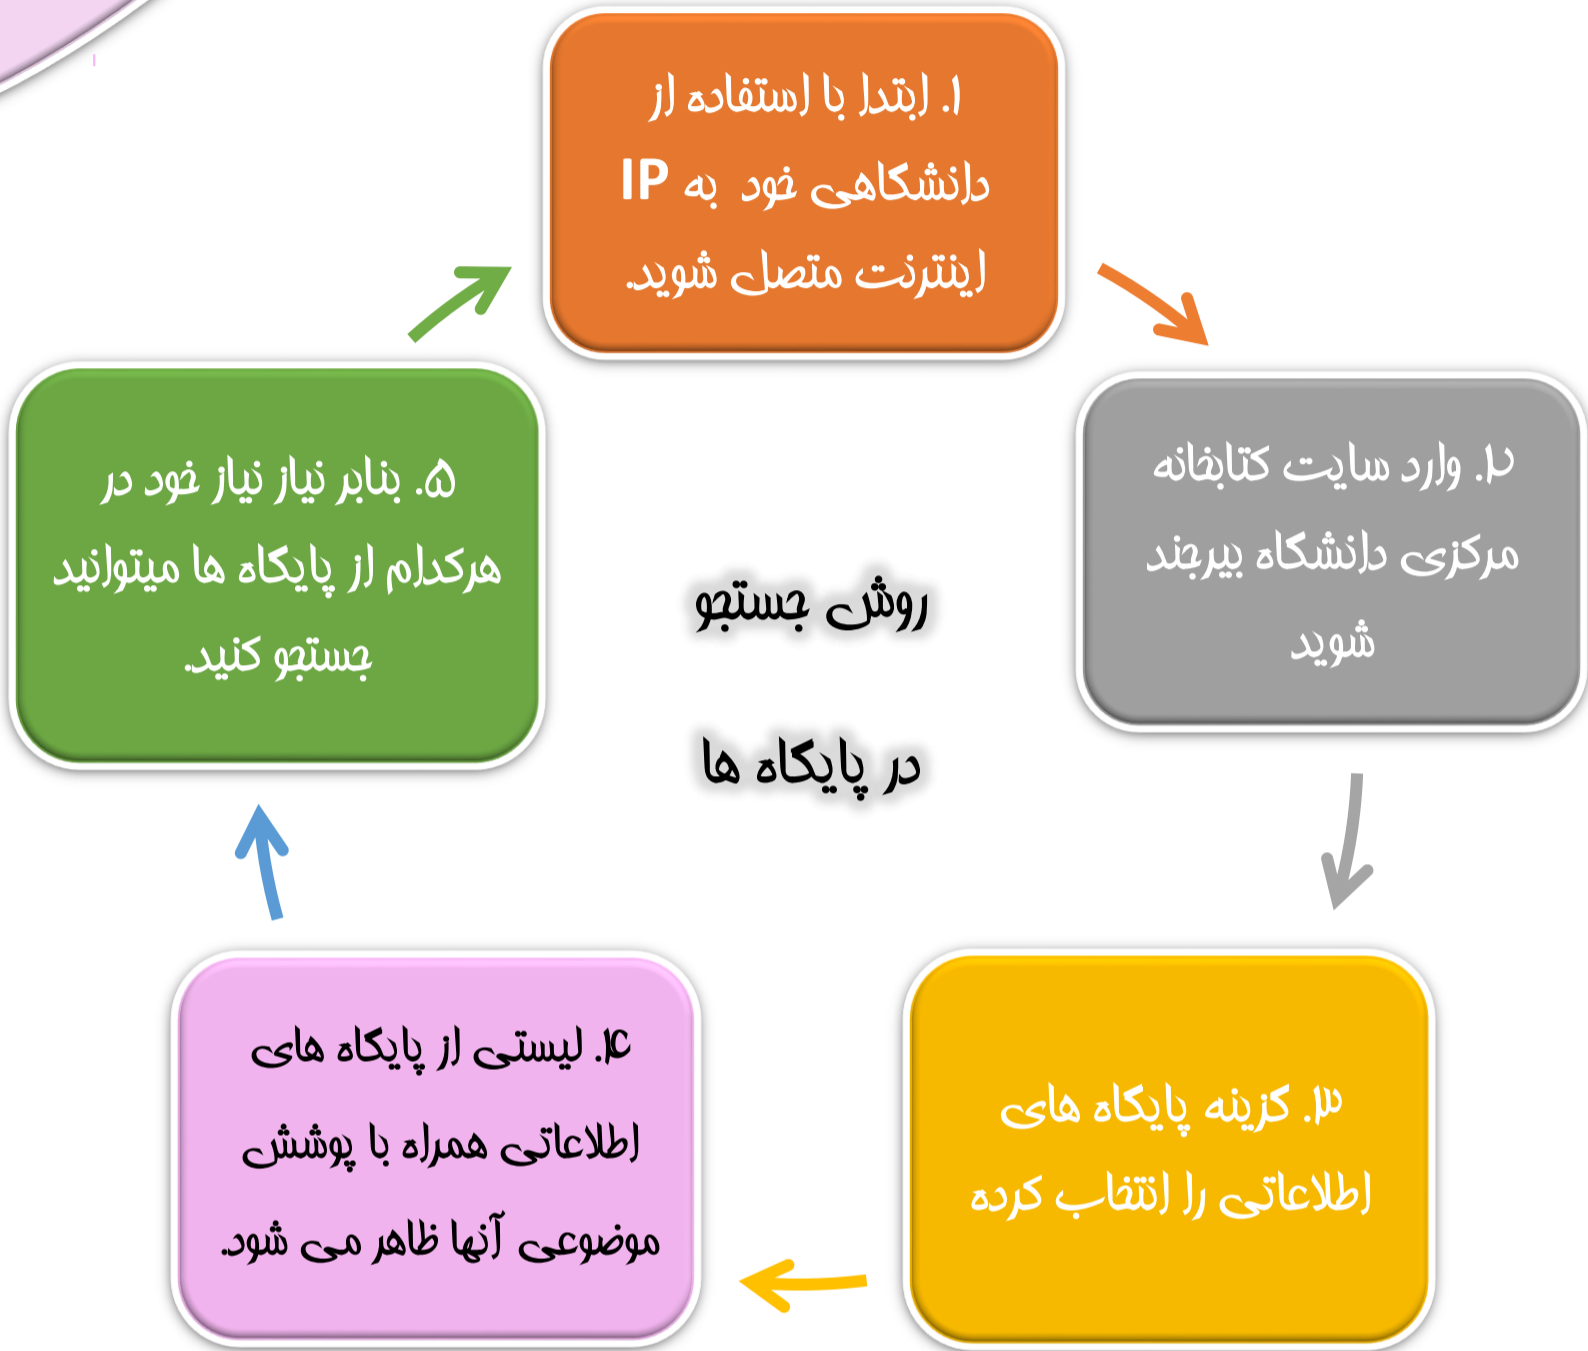 ۱. ابتدا با استفاده از
دانشگاهی خود به IP
اینترنت متصل شوید.
۲. وارد سایت کتابخانه
مرکزی دانشگاه بیرجند
شوید
۳. گزینه پایگاه های
اطلاعاتی را انتخاب کرده
۴. لیستی از پایگاه های
اطلاعاتی همراه با پوشش
موضوعی آنها ظاهر می شود.
۵. بنابر نیاز نیاز خود در
هرکدام از پایگاه ها میتوانید
جستجو کنید.
روش جستجو
در پایگاه ها